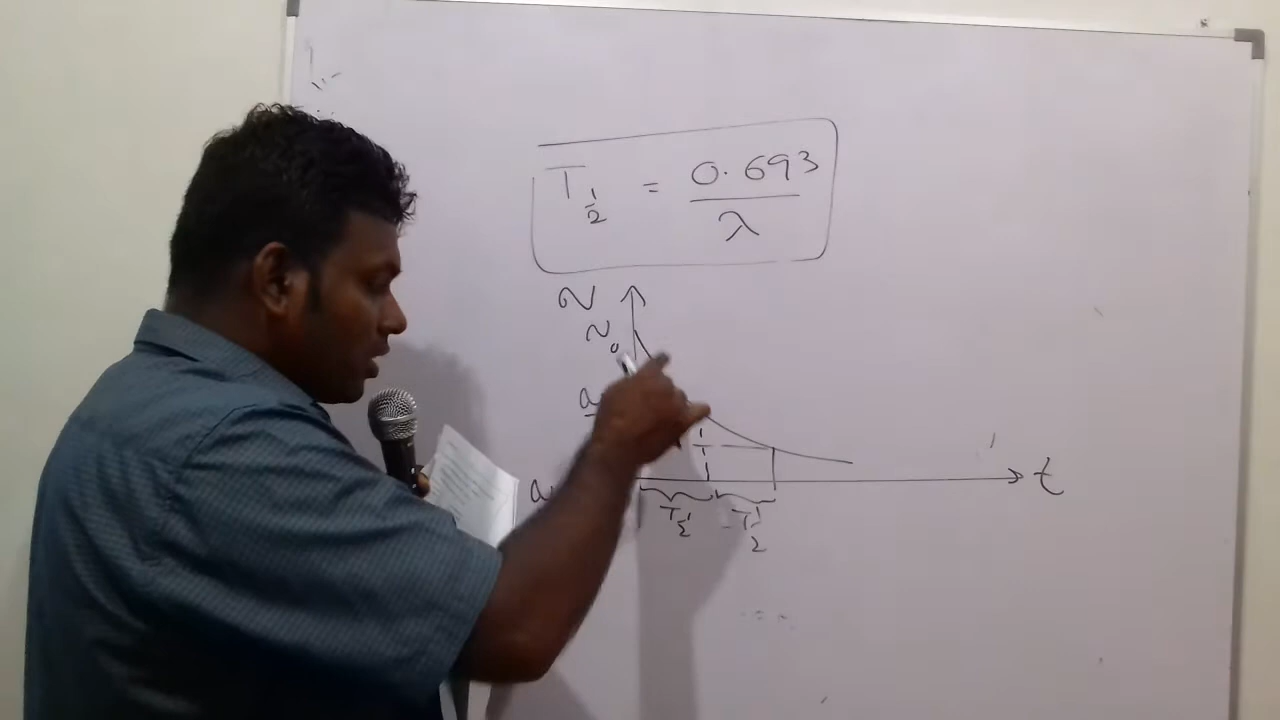 T½ = 0.693/λ
N
N₀
t
T½ T½